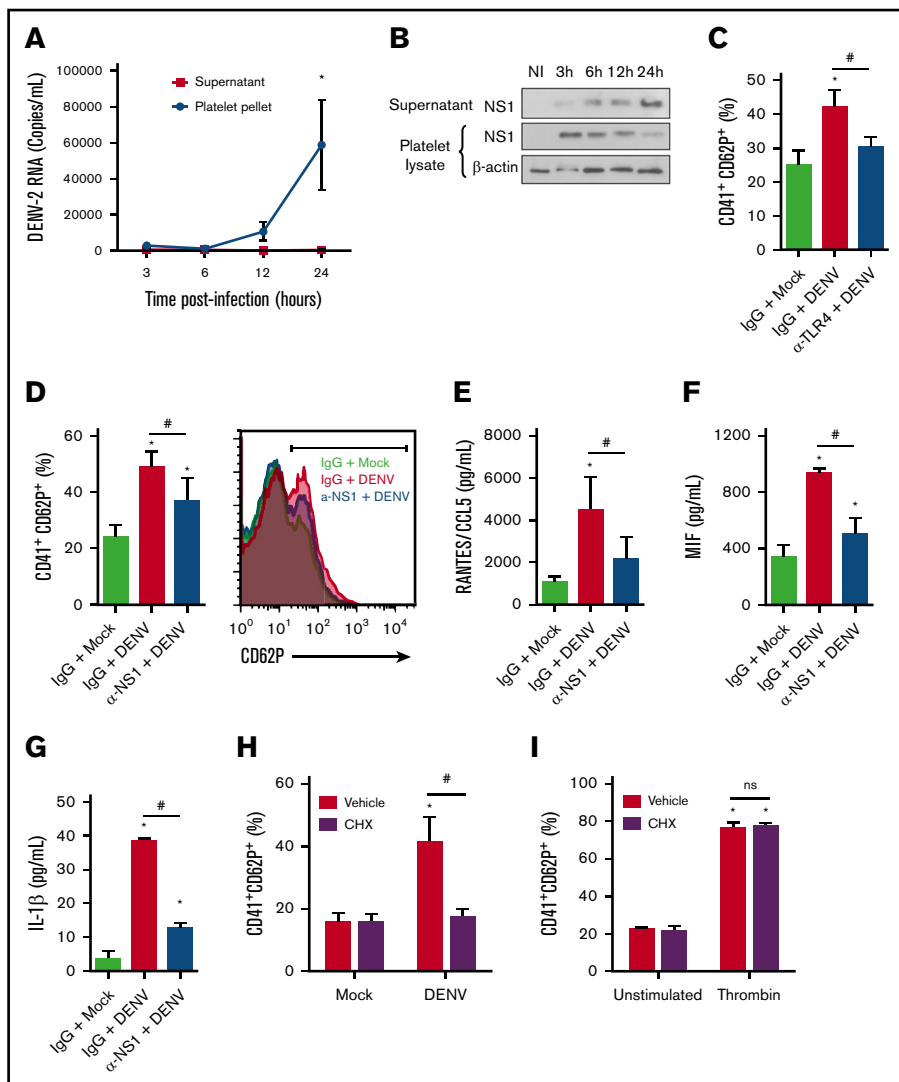 A
DENV-2 RNA (Copies/mL)
100000
80000
60000
40000
20000
0
Supernatant
Platelet pellet
*
3 6 12 24
Time post-infection (hours)
B
NI 3h 6h 12h 24h
Supernatant NS1
Platelet lysate
NS1
β-actin
C
CD41+ CD62P+ (%)
50
40
30
20
10
0
*
#
IgG + Mock
IgG + DENV
α-TLR4 + DENV
D
CD41+ CD62P+ (%)
60
40
20
0
*
#
*
IgG + Mock
IgG + DENV
α-NS1 + DENV
IgG + Mock
IgG + DENV
a-NS1 + DENV
10⁰ 10¹ 10² 10³ 10⁴
CD62P
E
RANTES/CCL5 (pg/mL)
8000
6000
4000
2000
0
*
#
IgG + Mock
IgG + DENV
α-NS1 + DENV
F
MIF (pg/mL)
1200
800
400
0
*
#
*
IgG + Mock
IgG + DENV
α-NS1 + DENV
G
IL-1β (pg/mL)
50
40
30
20
10
0
*
#
*
IgG + Mock
IgG + DENV
α-NS1 + DENV
H
CD41+CD62P+ (%)
60
40
20
0
Vehicle
CHX
*
#
Mock DENV
I
CD41+CD62P+ (%)
100
80
60
40
20
0
Vehicle
CHX
ns
* *
Unstimulated Thrombin